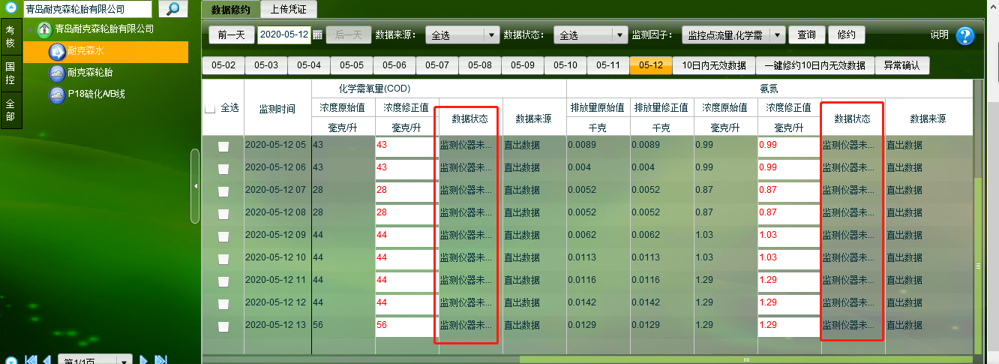 青岛耐克森轮胎有限公司
考核
国控
全部
青岛耐克森轮胎有限公司
耐克森水
耐克森轮胎
P18硫化A/B线
第1/1页
数据修约 上传凭证
前一天 2020-05-12 后一天 数据来源： 全选 数据状态： 全选 监测因子： 监控点流量,化学需 查询 修约 说明
05-02 05-03 05-04 05-05 05-06 05-07 05-08 05-09 05-10 05-11 05-12 10日内无效数据 一键修约10日内无效数据 异常确认
化学需氧量(COD) 氨氮
全选 监测时间 浓度原始值 浓度修正值 数据状态 数据来源 排放量原始值 排放量修正值 浓度原始值 浓度修正值 数据状态 数据来源
毫克/升 毫克/升 千克 千克 毫克/升 毫克/升
2020-05-12 05 43 43 监测仪器未... 直出数据 0.0089 0.0089 0.99 0.99 监测仪器未... 直出数据
2020-05-12 06 43 43 监测仪器未... 直出数据 0.004 0.004 0.99 0.99 监测仪器未... 直出数据
2020-05-12 07 28 28 监测仪器未... 直出数据 0.0052 0.0052 0.87 0.87 监测仪器未... 直出数据
2020-05-12 08 28 28 监测仪器未... 直出数据 0.0052 0.0052 0.87 0.87 监测仪器未... 直出数据
2020-05-12 09 44 44 监测仪器未... 直出数据 0.0062 0.0062 1.03 1.03 监测仪器未... 直出数据
2020-05-12 10 44 44 监测仪器未... 直出数据 0.0113 0.0113 1.03 1.03 监测仪器未... 直出数据
2020-05-12 11 44 44 监测仪器未... 直出数据 0.0116 0.0116 1.29 1.29 监测仪器未... 直出数据
2020-05-12 12 44 44 监测仪器未... 直出数据 0.0142 0.0142 1.29 1.29 监测仪器未... 直出数据
2020-05-12 13 56 56 监测仪器未... 直出数据 0.0129 0.0129 1.29 1.29 监测仪器未... 直出数据